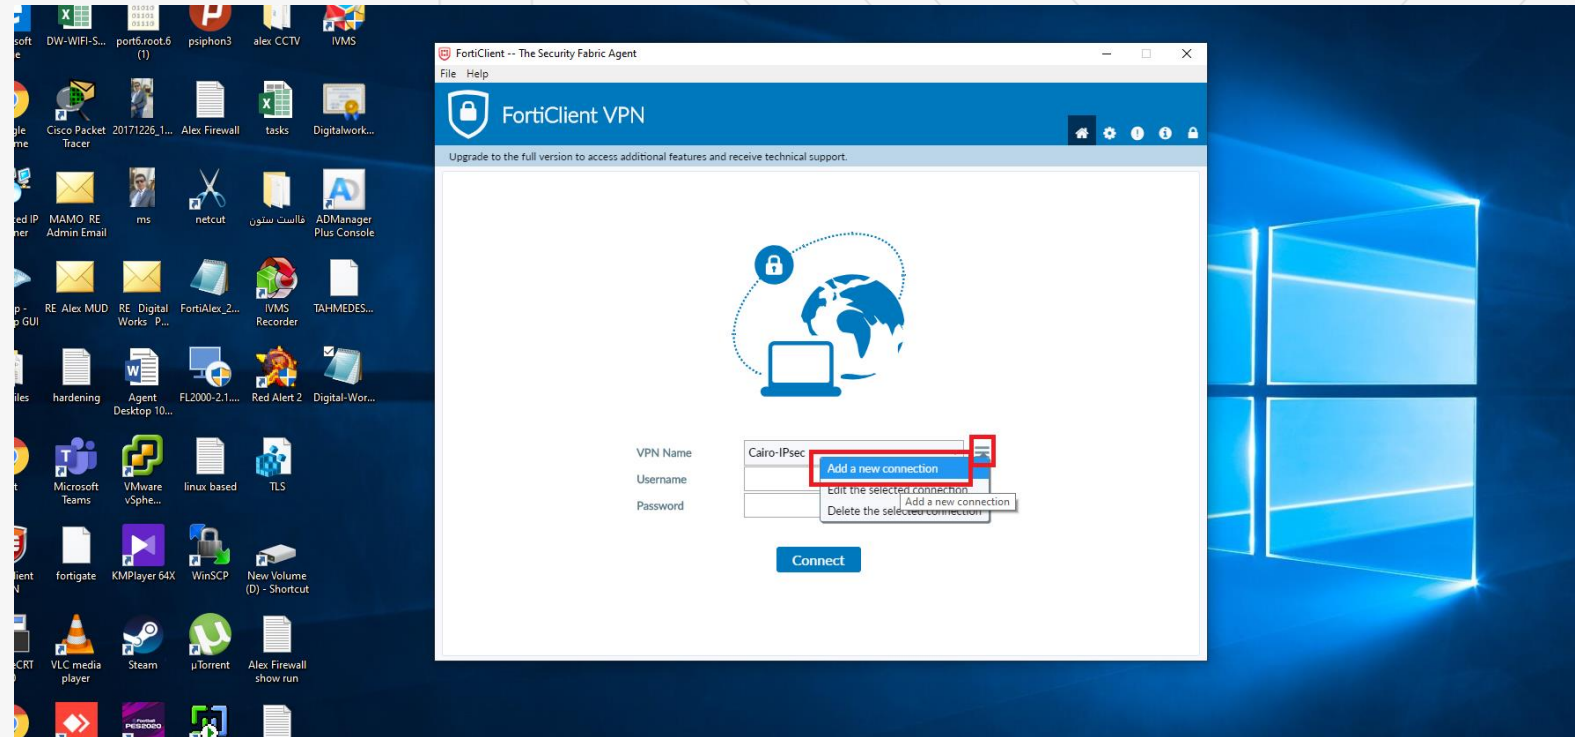 soft
DW-WIFI-S...
port6.root.6
(1)
psiphon3
alex CCTV
IVMS
Cisco Packet
Tracer
20171226_1...
Alex Firewall
tasks
Digitalwork...
MAMO RE
Admin Email
ms
netcut
فااست ستون
ADManager
Plus Console
RE Alex MUD
RE Digital
Works P...
FortiAlex_2...
IVMS
Recorder
TAHMEDES...
hardening
Agent
Desktop 10...
FL2000-2.1....
Red Alert 2
Digital-Wor...
Microsoft
Teams
VMware
vSphe...
linux based
TLS
fortigate
KMPlayer 64X
WinSCP
New Volume
(D) - Shortcut
VLC media
player
Steam
µTorrent
Alex Firewall
show run
PES2020
FortiClient -- The Security Fabric Agent
File Help
FortiClient VPN
Upgrade to the full version to access additional features and receive technical support.
VPN Name
Cairo-IPsec
Add a new connection
Username
Edit the selected connection
Add a new connection
Password
Delete the selected connection
Connect